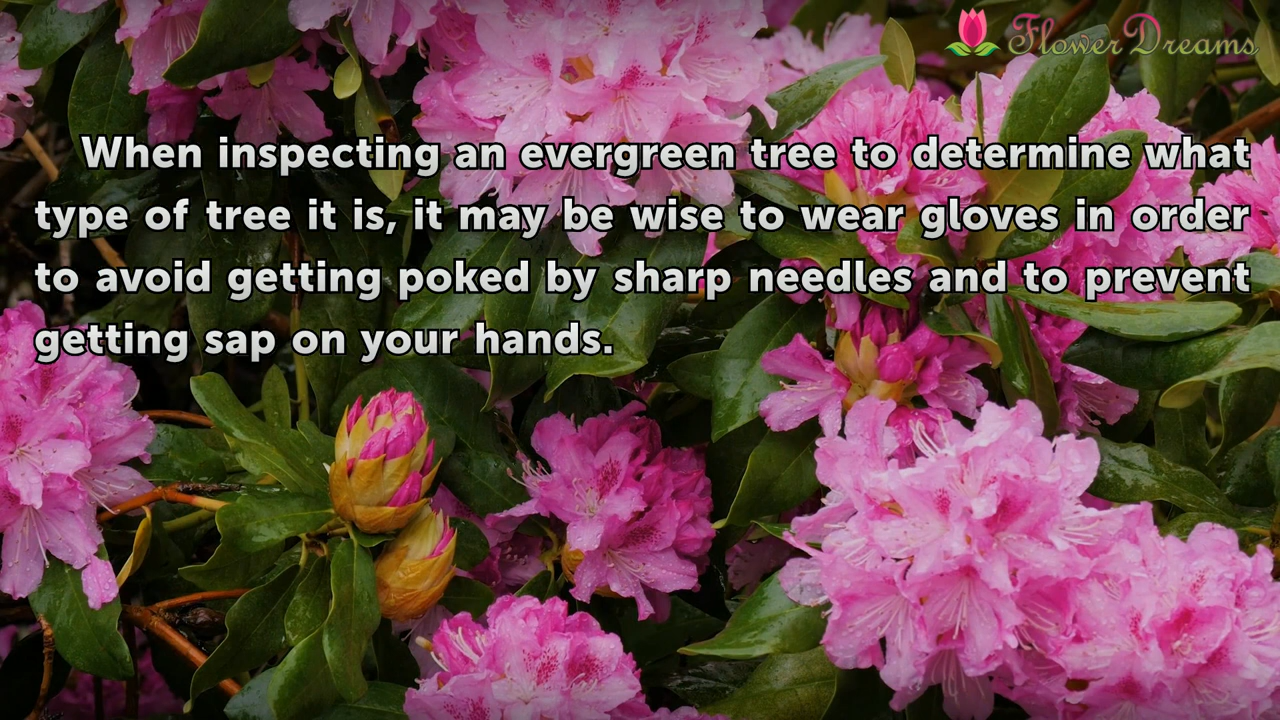 Flower Dreams
When inspecting an evergreen tree to determine what
type of tree it is, it may be wise to wear gloves in order
to avoid getting poked by sharp needles and to prevent
getting sap on your hands.